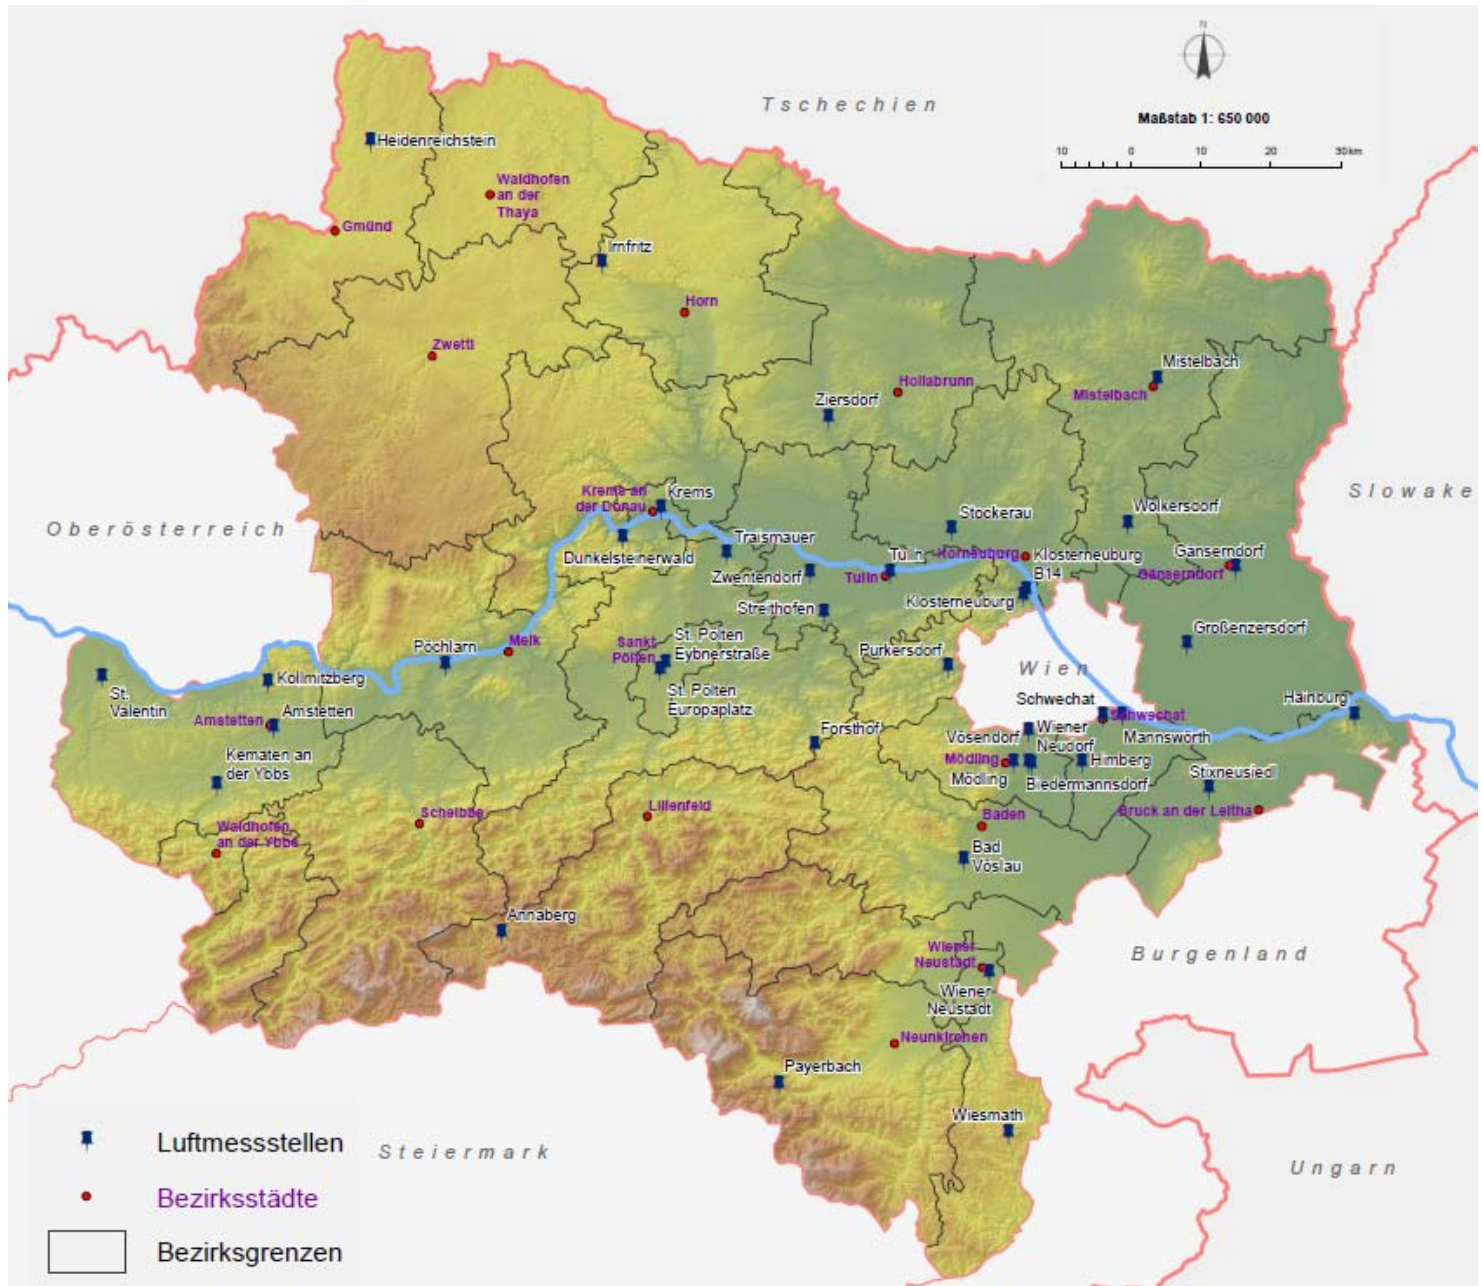 N
Tschechien
Maßstab 1: 650 000
10 0 10 20 30 km
Heidenreichstein
Waldhofen
an der
Thaya
Gmünd
Irnfritz
Horn
Zwettl
Mistelbach
Hollabrunn
Mistelbach
Ziersdorf
Krems an
der Donau
Krems
Slowake
Oberösterreich
Stockerau
Wolkersdorf
Traismauer
Dunkelsteinerwald
Tulln
Korneuburg
Klosterneuburg
B14
Gänserndorf
Gänserndorf
Zwentendorf
Tulln
Klosterneuburg
Streithofen
Großenzersdorf
Pöchlarn
Melk
Sankt
Pölten
St. Pölten
Eybnerstraße
Purkersdorf
Wien
St.
Valentin
Kollmitzberg
St. Pölten
Europaplatz
Schwechat
Hainburg
Amstetten
Amstetten
Forsthof
Vösendorf
Wiener
Neudorf
Schwechat
Mannswörth
Kematen an
der Ybbs
Mödling
Mödling
Himberg
Biedermannsdorf
Stixneusiedl
Scheibbs
Lilienfeld
Baden
Bruck an der Leitha
Waidhofen
an der Ybbs
Bad
Vöslau
Annaberg
Wiener
Neustadt
Burgenland
Wiener
Neustadt
Neunkirchen
Payerbach
Wiesmath
Steiermark
Ungarn
Luftmessstellen
Bezirksstädte
Bezirksgrenzen